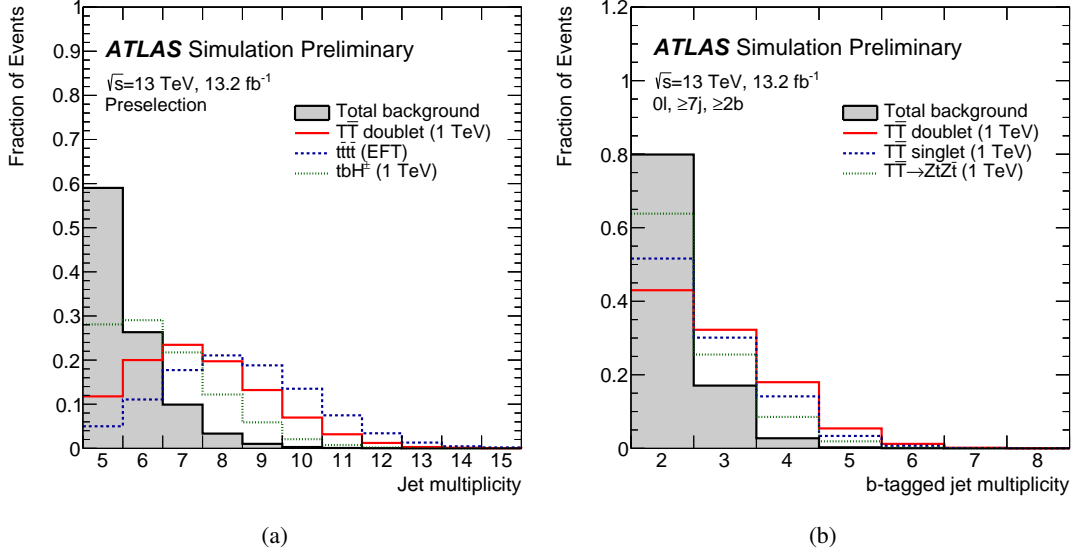 Fraction of Events
1
0.9
0.8
0.7
0.6
0.5
0.4
0.3
0.2
0.1
0
ATLAS Simulation Preliminary
√s=13 TeV, 13.2 fb⁻¹
Preselection
Total background
TT̄ doublet (1 TeV)
tt̄tt̄ (EFT)
tbH± (1 TeV)
5 6 7 8 9 10 11 12 13 14 15
Jet multiplicity
(a)
Fraction of Events
1.2
1
0.8
0.6
0.4
0.2
0
ATLAS Simulation Preliminary
√s=13 TeV, 13.2 fb⁻¹
0l, ≥7j, ≥2b
Total background
TT̄ doublet (1 TeV)
TT̄ singlet (1 TeV)
TT̄→ZtZt̄ (1 TeV)
2 3 4 5 6 7 8
b-tagged jet multiplicity
(b)